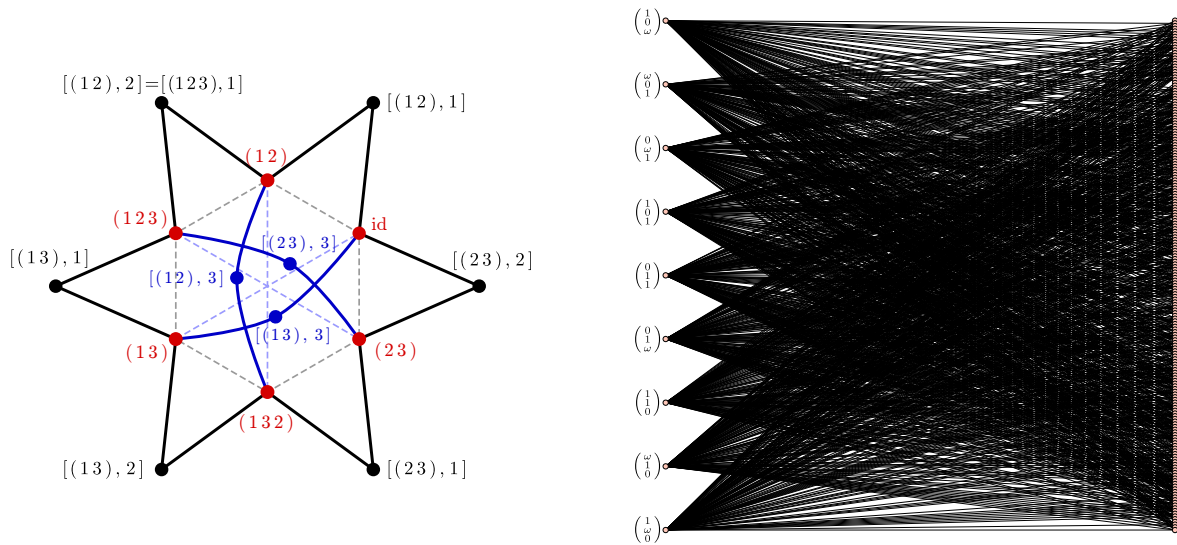 [(12),2]=[(123),1]
[(12),1]
(12)
(123)
id
[(13),1]
[(23),3]
[(23),2]
[(12),3]
[(13),3]
(13)
(23)
(132)
[(13),2]
[(23),1]
(1 0 ω)
(ω 0 1)
(0 ω 1)
(1 0 1)
(0 1 1)
(0 1 ω)
(1 1 0)
(ω 1 0)
(1 ω 0)